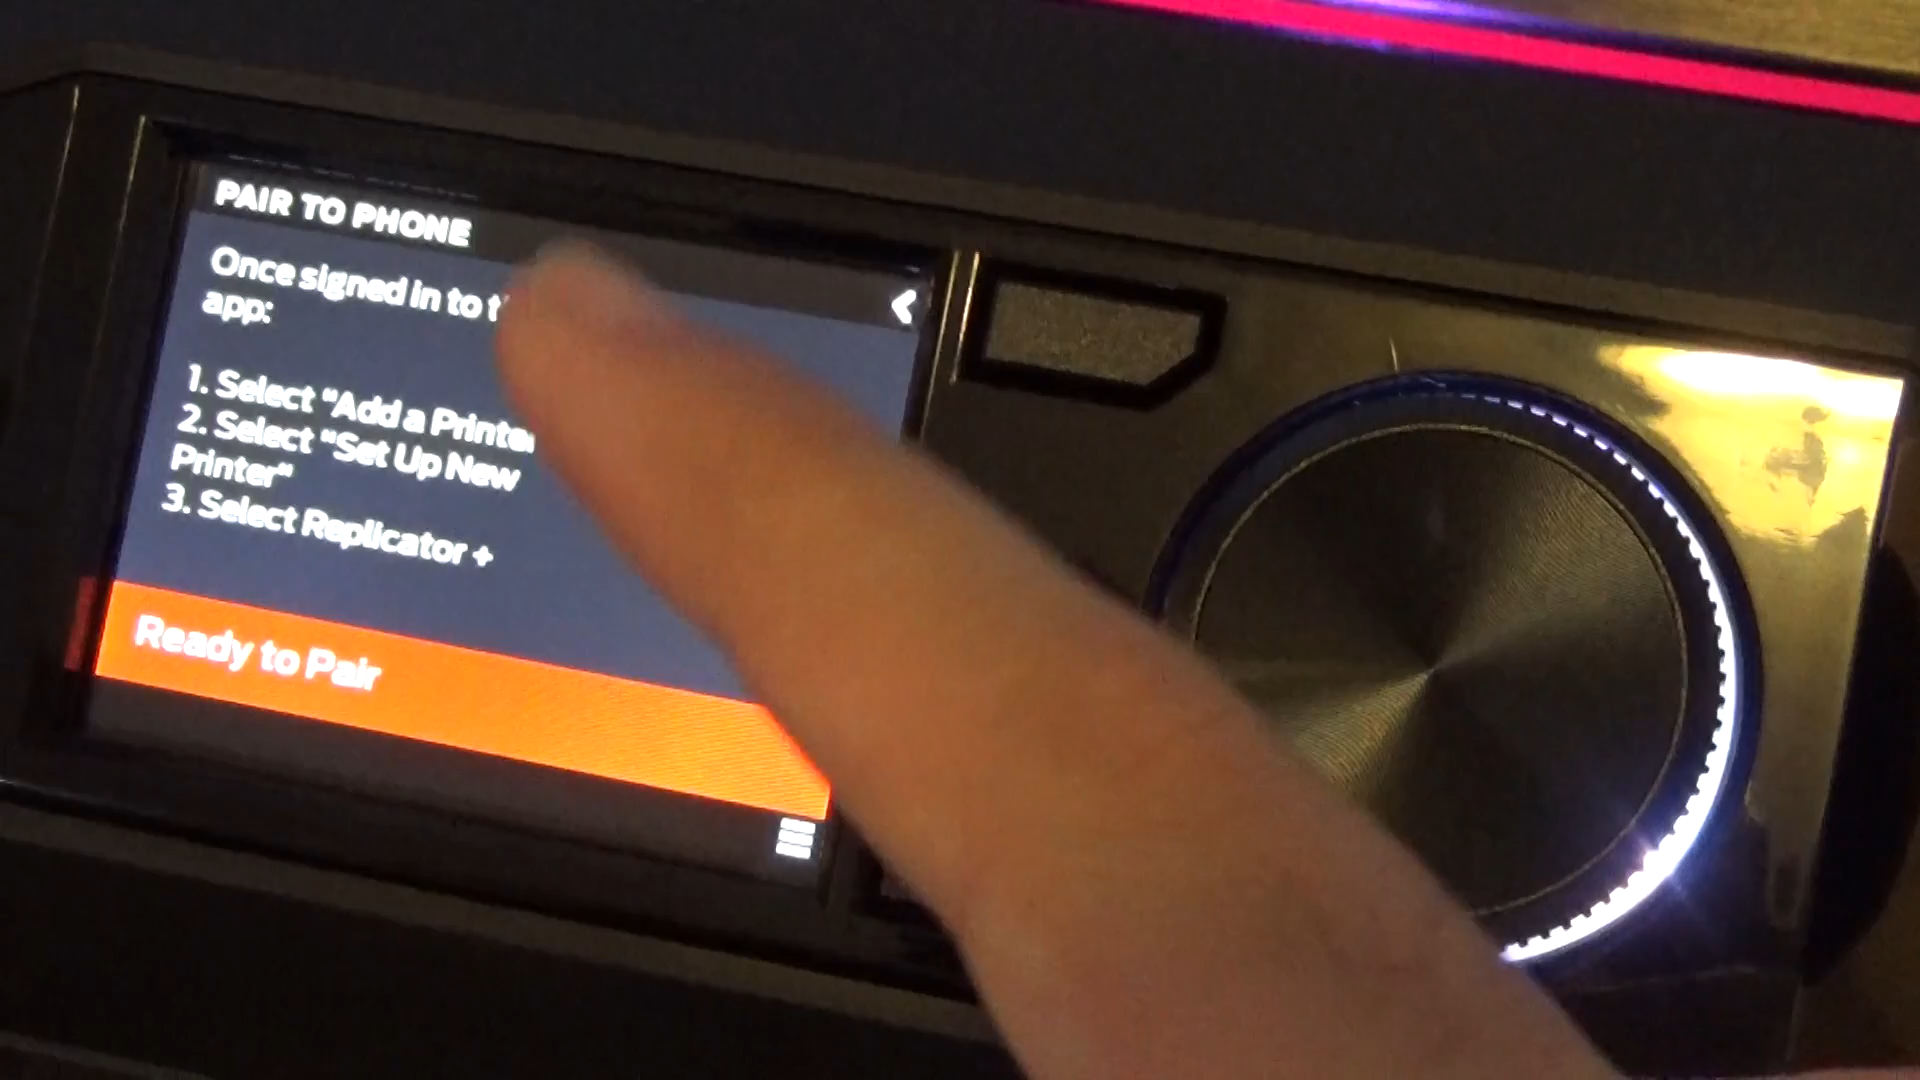 PAIR TO PHONE
Once signed in to
app:
1. Select "Add a Printer
2. Select "Set Up New
Printer"
3. Select Replicator +
Ready to Pair